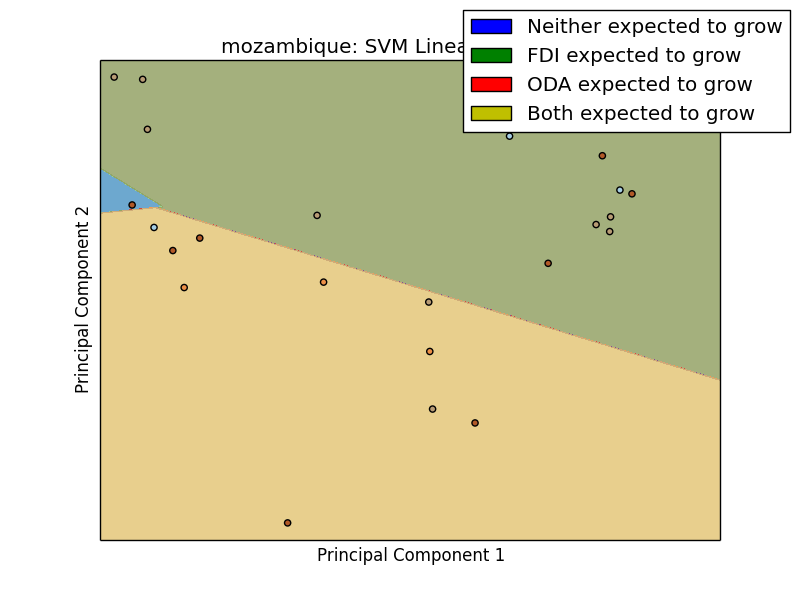 mozambique: SVM Linea
Neither expected to grow
FDI expected to grow
ODA expected to grow
Both expected to grow
Principal Component 2
Principal Component 1